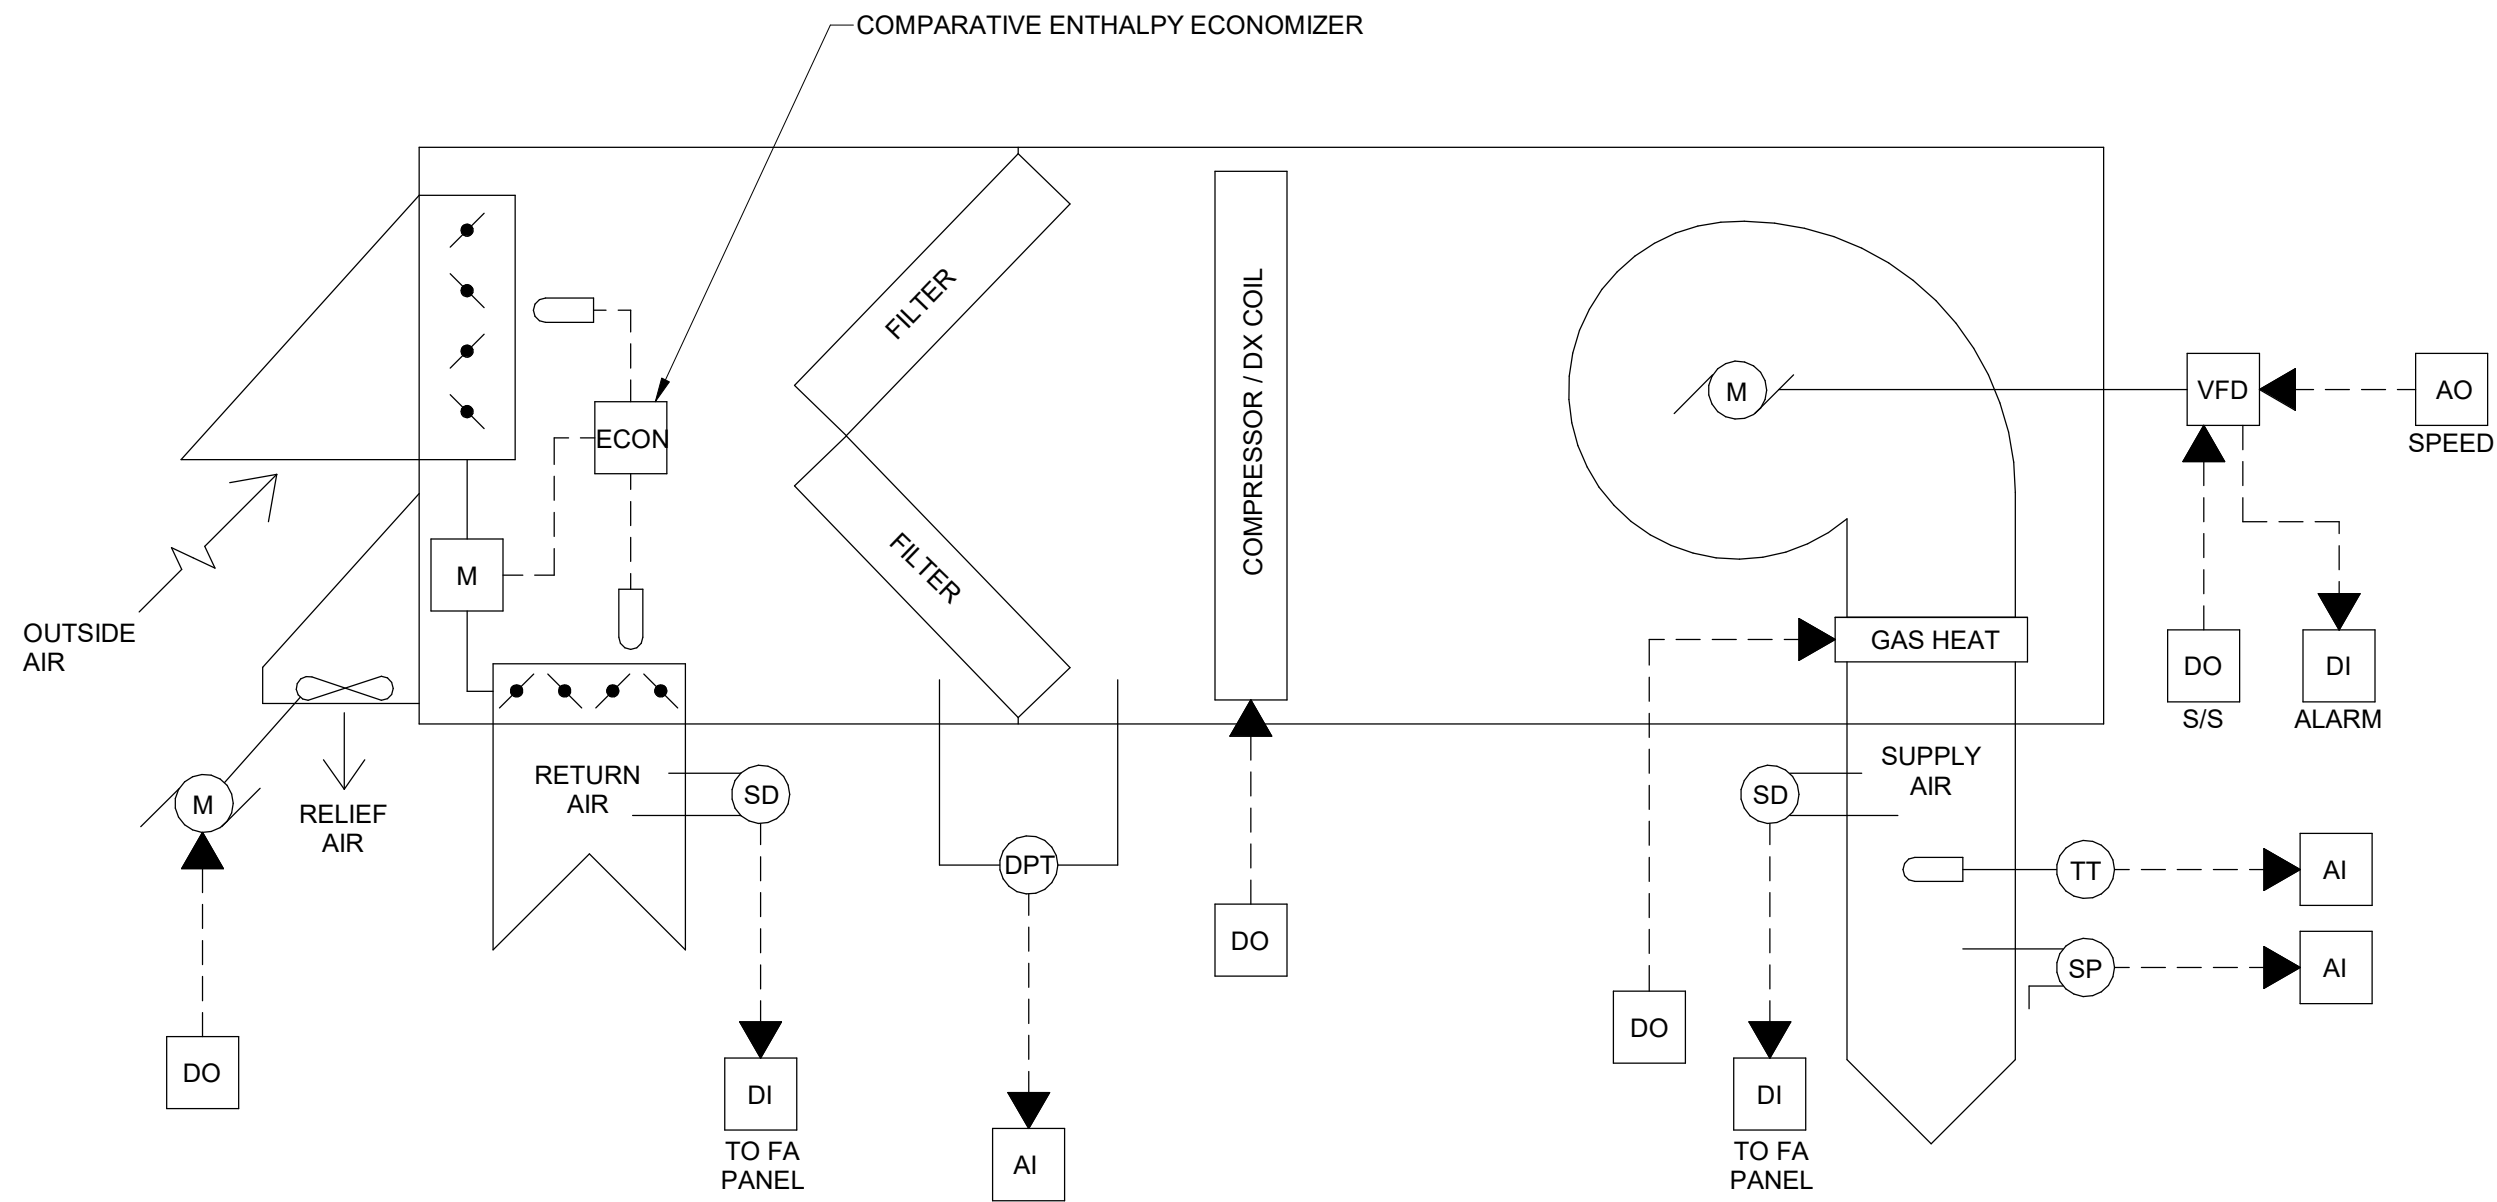 COMPARATIVE ENTHALPY ECONOMIZER
FILTER
FILTER
COMPRESSOR / DX COIL
ECON
M
M
VFD
AO
SPEED
OUTSIDE
AIR
GAS HEAT
DO
S/S
DI
ALARM
M
RELIEF
AIR
RETURN
AIR
SD
SD
SUPPLY
AIR
DPT
TT
AI
SP
AI
DO
DO
DO
DI
TO FA
PANEL
AI
DI
TO FA
PANEL